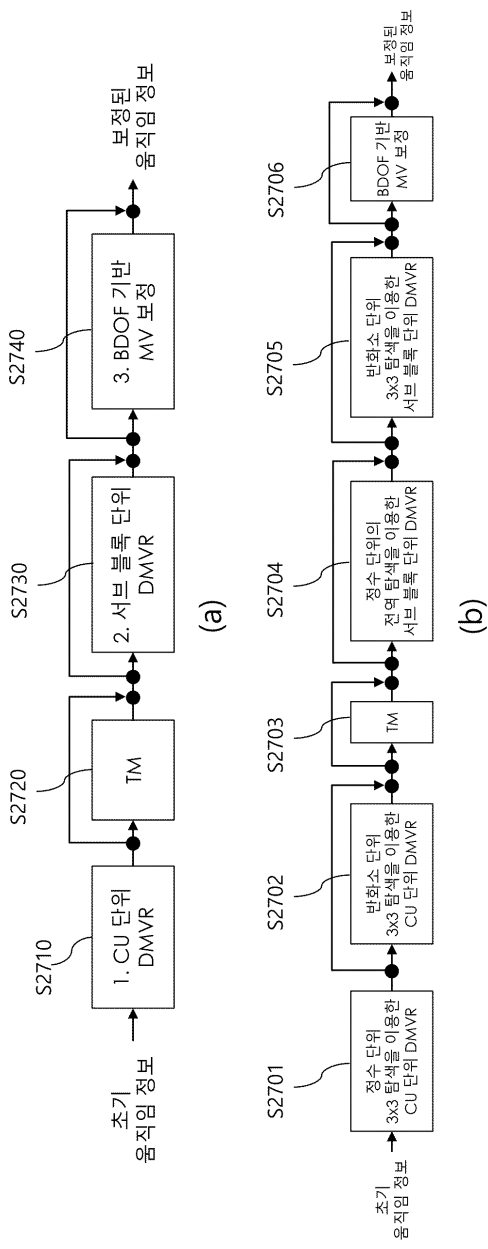 S2710
S2720
S2730
S2740
초기
움직임 정보
1. CU 단위
DMVR
TM
2. 서브 블록 단위
DMVR
3. BDOF 기반
MV 보정
보정된
움직임 정보
(a)
S2701
S2702
S2703
S2704
S2705
S2706
초기
움직임 정보
정수 단위
3x3 탐색을 이용한
CU 단위 DMVR
반화소 단위
3x3 탐색을 이용한
CU 단위 DMVR
TM
정수 단위의
전역 탐색을 이용한
서브 블록 단위 DMVR
반화소 단위
3x3 탐색을 이용한
서브 블록 단위 DMVR
BDOF 기반
MV 보정
보정된
움직임 정보
(b)